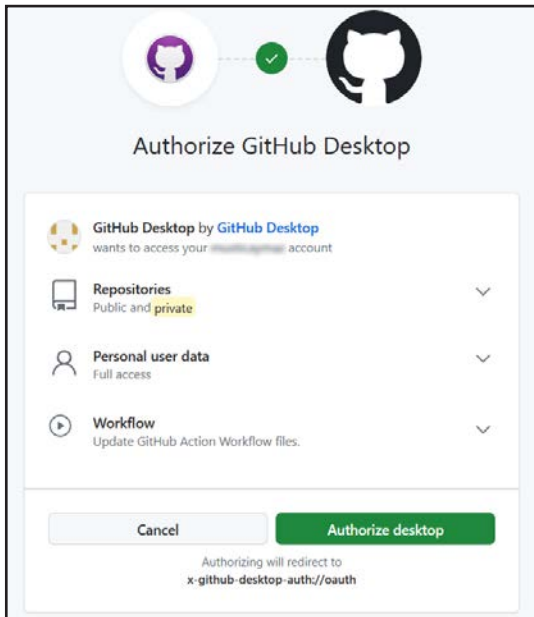 Authorize GitHub Desktop
GitHub Desktop by GitHub Desktop
wants to access your account
Repositories
Public and private
Personal user data
Full access
Workflow
Update GitHub Action Workflow files.
Cancel
Authorize desktop
Authorizing will redirect to
x-github-desktop-auth://oauth